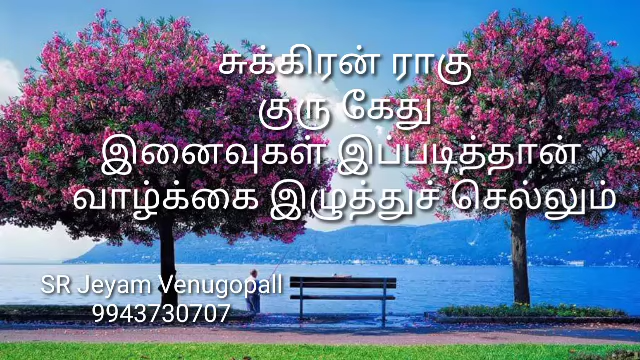 சுக்கிரன் ராகு
குரு கேது
இனைவுகள் இப்படித்தான்
வாழ்க்கை இழுத்துச் செல்லும்
SR Jeyam Venugopall
9943730707